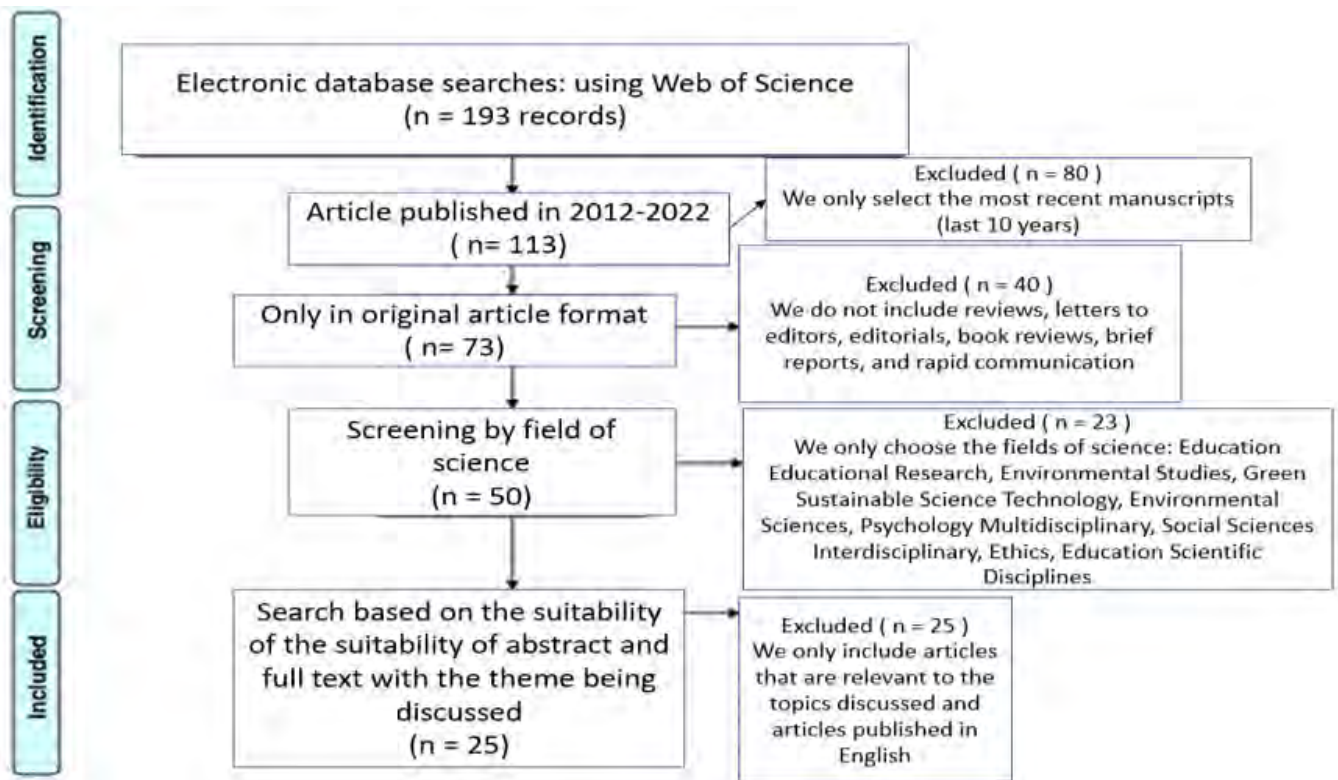 Identification
Electronic database searches: using Web of Science
(n = 193 records)
Screening
Article published in 2012-2022
( n= 113)
Excluded ( n = 80 )
We only select the most recent manuscripts
(last 10 years)
Only in original article format
( n= 73)
Excluded ( n = 40 )
We do not include reviews, letters to
editors, editorials, book reviews, brief
reports, and rapid communication
Eligibility
Screening by field of
science
(n = 50)
Excluded ( n = 23 )
We only choose the fields of science: Education
Educational Research, Environmental Studies, Green
Sustainable Science Technology, Environmental
Sciences, Psychology Multidisciplinary, Social Sciences
Interdisciplinary, Ethics, Education Scientific
Disciplines
Included
Search based on the suitability
of the suitability of abstract and
full text with the theme being
discussed
(n = 25)
Excluded ( n = 25 )
We only include articles
that are relevant to the
topics discussed and
articles published in
English